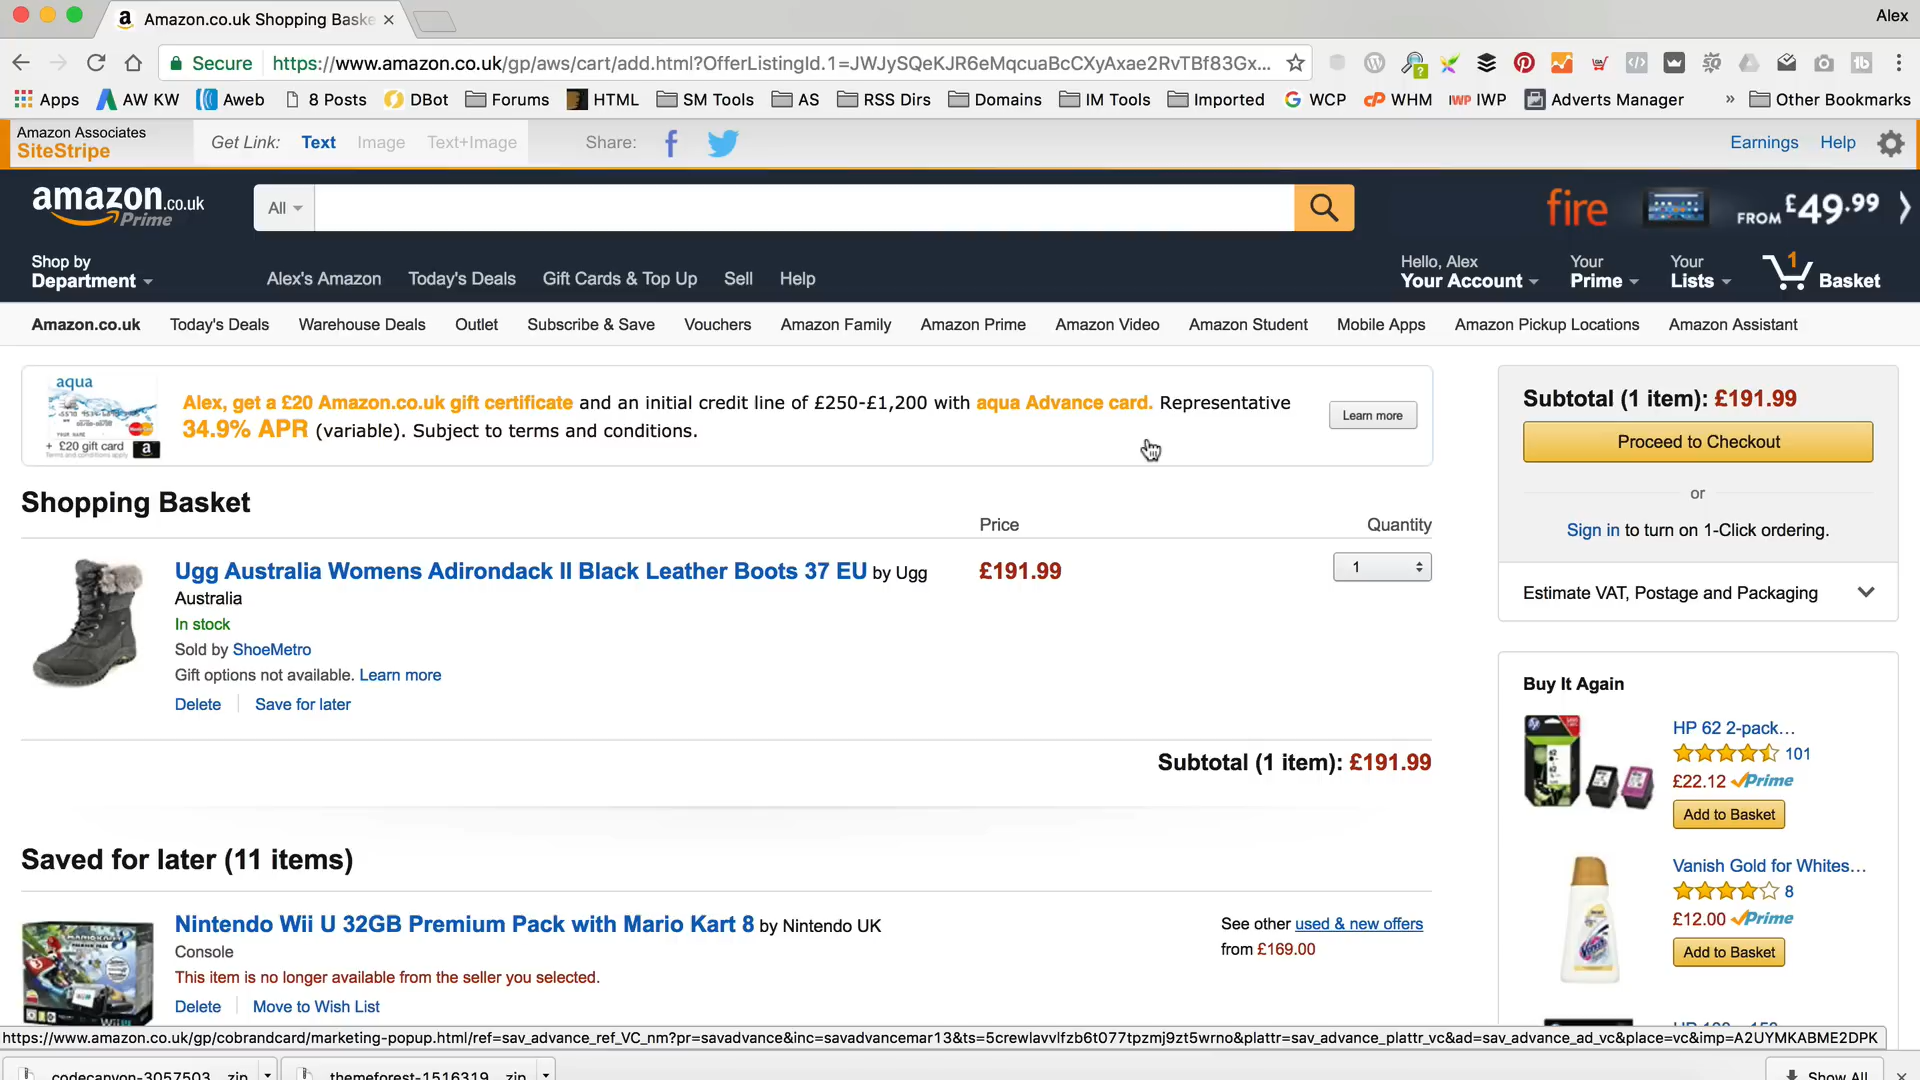 Amazon.co.uk Shopping Baske
Alex
Secure https://www.amazon.co.uk/gp/aws/cart/add.html?OfferListingId.1=JWJySQeKJR6eMqcuaBcCXyAxae2RvTBf83Gx...
Apps AW KW Aweb 8 Posts DBot Forums HTML SM Tools AS RSS Dirs Domains IM Tools Imported WCP WHM IWP IWP Adverts Manager » Other Bookmarks
Amazon Associates
SiteStripe
Get Link: Text Image Text+Image Share: Earnings Help
amazon.co.uk
Prime
All
fire FROM £49.99
Shop by
Department
Alex's Amazon Today's Deals Gift Cards & Top Up Sell Help
Hello, Alex
Your Account
Your
Prime
Your
Lists
1
Basket
Amazon.co.uk Today's Deals Warehouse Deals Outlet Subscribe & Save Vouchers Amazon Family Amazon Prime Amazon Video Amazon Student Mobile Apps Amazon Pickup Locations Amazon Assistant
aqua
YOUR NAME
+ £20 gift card
Terms and conditions apply
Alex, get a £20 Amazon.co.uk gift certificate and an initial credit line of £250-£1,200 with aqua Advance card. Representative
34.9% APR (variable). Subject to terms and conditions.
Learn more
Subtotal (1 item): £191.99
Proceed to Checkout
or
Sign in to turn on 1-Click ordering.
Estimate VAT, Postage and Packaging
Shopping Basket
Price Quantity
Ugg Australia Womens Adirondack II Black Leather Boots 37 EU by Ugg
Australia
£191.99
1
In stock
Sold by ShoeMetro
Gift options not available. Learn more
Delete Save for later
Subtotal (1 item): £191.99
Buy It Again
HP 62 2-pack...
101
£22.12 Prime
Add to Basket
Vanish Gold for Whites...
8
£12.00 Prime
Add to Basket
Saved for later (11 items)
Nintendo Wii U 32GB Premium Pack with Mario Kart 8 by Nintendo UK
Console
See other used & new offers
from £169.00
This item is no longer available from the seller you selected.
Delete Move to Wish List
https://www.amazon.co.uk/gp/cobrandcard/marketing-popup.html/ref=sav_advance_ref_VC_nm?pr=savadvance&inc=savadvancemar13&ts=5crewlavvlfzb6t077tpzmj9zt5wrno&plattr=sav_advance_plattr_vc&ad=sav_advance_ad_vc&place=vc&imp=A2UYMKABME2DPK
codecanyon-3057503....zip
themeforest-1516319....zip
Show All